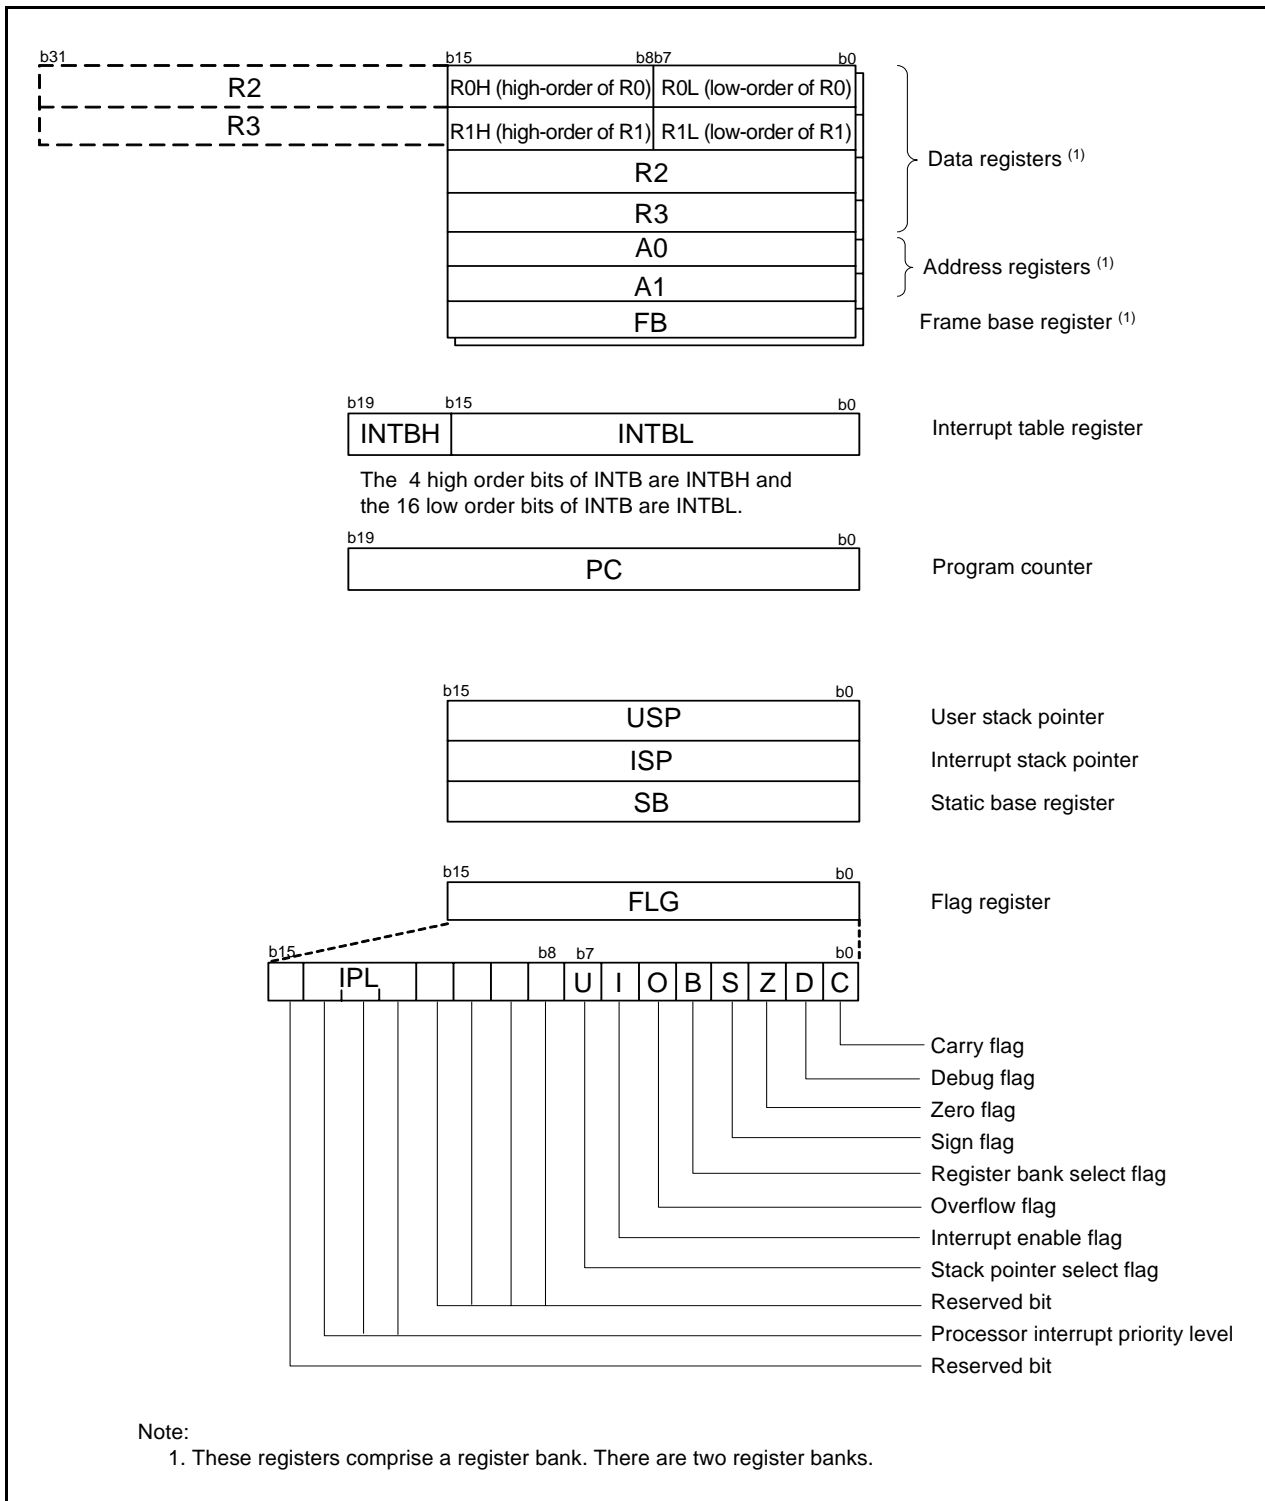 b31 b15 b8b7 b0
R2 R0H (high-order of R0) R0L (low-order of R0)
R3 R1H (high-order of R1) R1L (low-order of R1)
Data registers (1)
R2
R3
A0
Address registers (1)
A1
FB Frame base register (1)
b19 b15 b0
INTBH INTBL Interrupt table register
The 4 high order bits of INTB are INTBH and
the 16 low order bits of INTB are INTBL.
b19 b0
PC Program counter
b15 b0
USP User stack pointer
ISP Interrupt stack pointer
SB Static base register
b15 b0
FLG Flag register
b15 b8 b7 b0
IPL U I O B S Z D C
Carry flag
Debug flag
Zero flag
Sign flag
Register bank select flag
Overflow flag
Interrupt enable flag
Stack pointer select flag
Reserved bit
Processor interrupt priority level
Reserved bit
Note:
1. These registers comprise a register bank. There are two register banks.